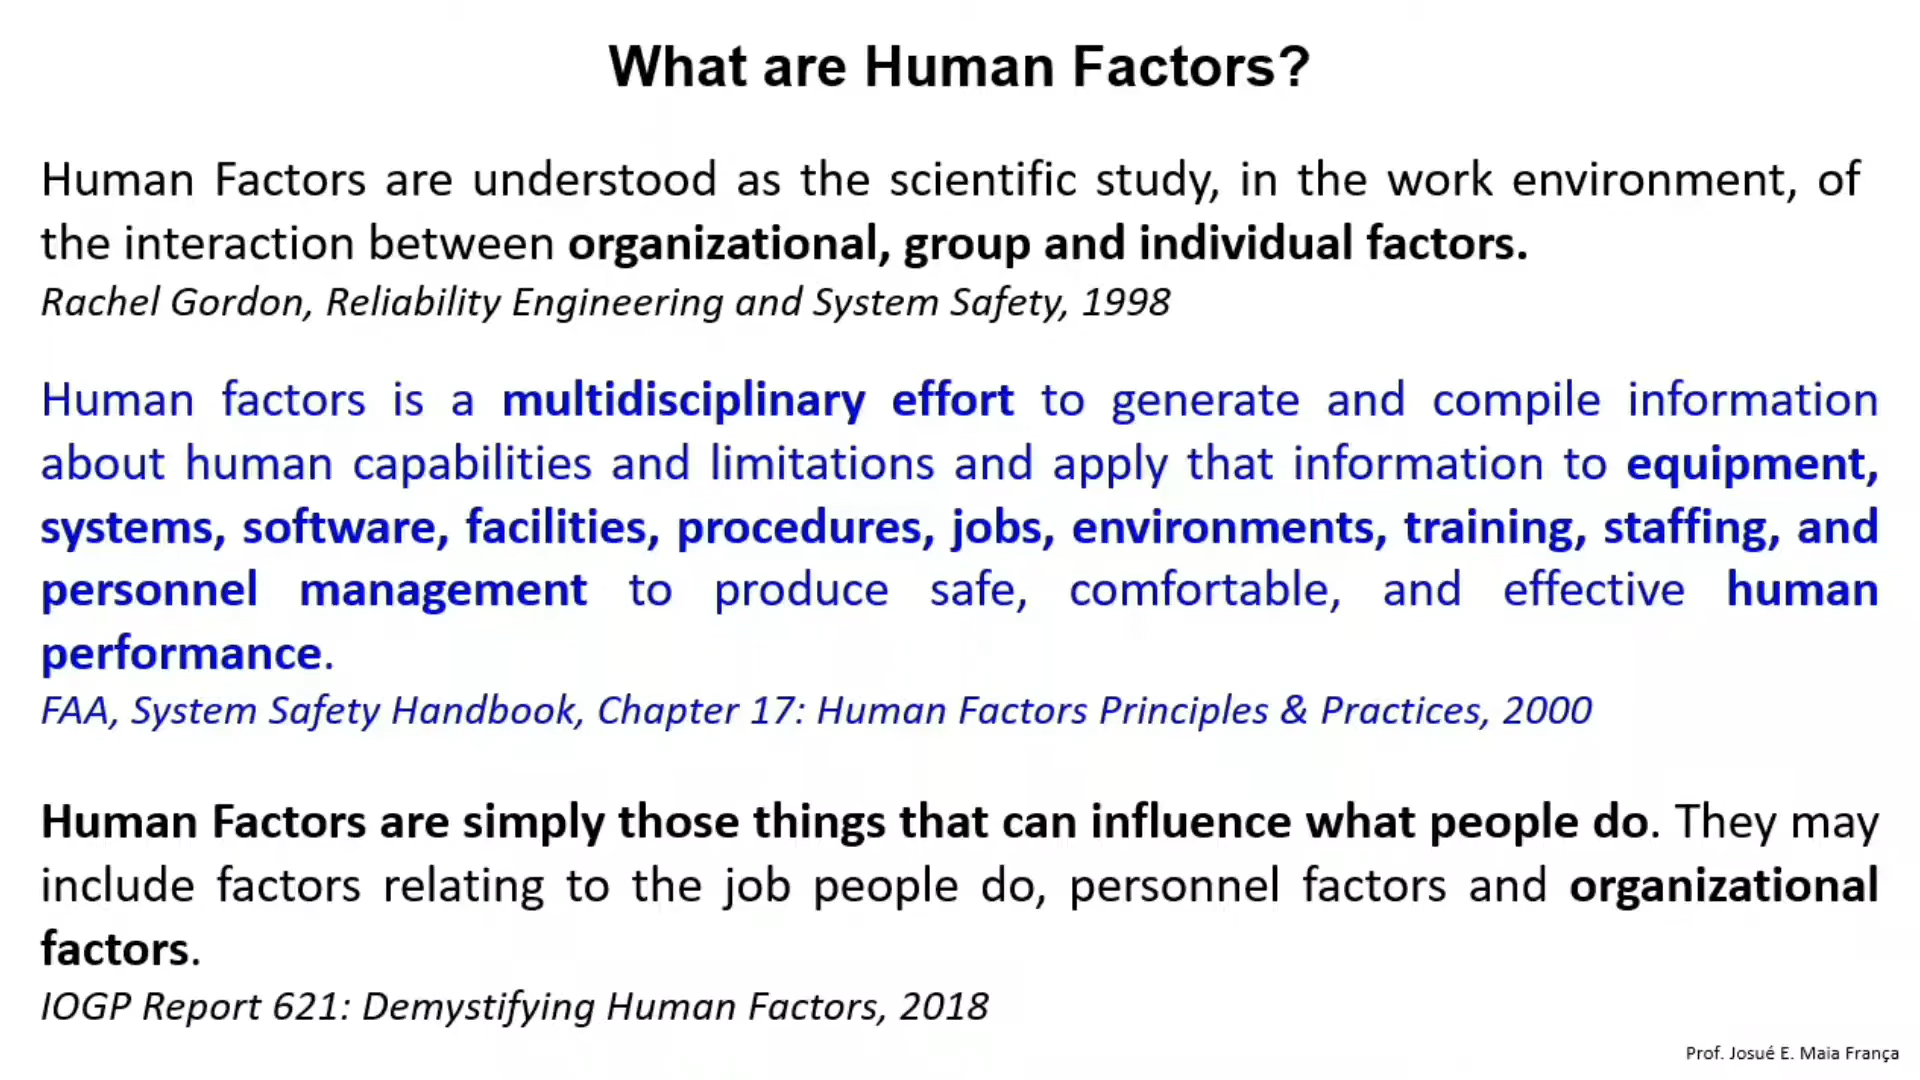 What are Human Factors?
Human Factors are understood as the scientific study, in the work environment, of
the interaction between organizational, group and individual factors.
Rachel Gordon, Reliability Engineering and System Safety, 1998
Human factors is a multidisciplinary effort to generate and compile information
about human capabilities and limitations and apply that information to equipment,
systems, software, facilities, procedures, jobs, environments, training, staffing, and
personnel management to produce safe, comfortable, and effective human
performance.
FAA, System Safety Handbook, Chapter 17: Human Factors Principles & Practices, 2000
Human Factors are simply those things that can influence what people do. They may
include factors relating to the job people do, personnel factors and organizational
factors.
IOGP Report 621: Demystifying Human Factors, 2018
Prof. Josué E. Maia França